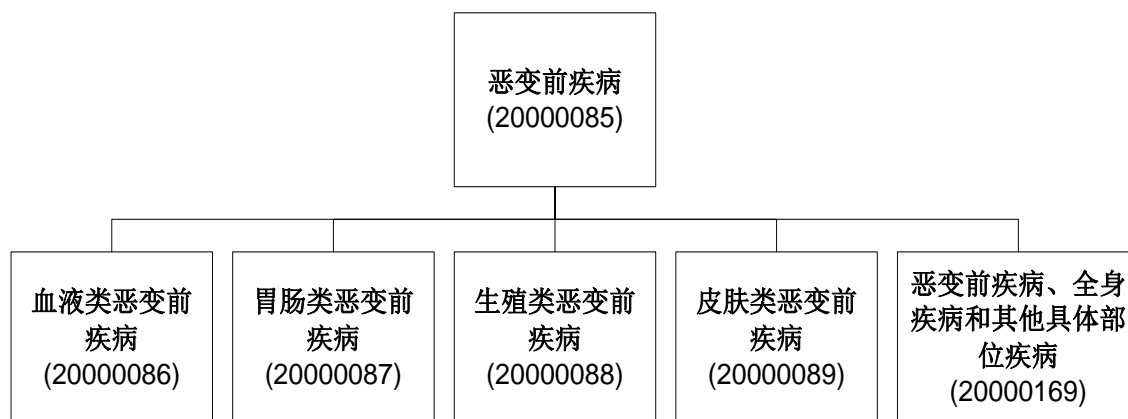 恶变前疾病
(20000085)
血液类恶变前
疾病
(20000086)
胃肠类恶变前
疾病
(20000087)
生殖类恶变前
疾病
(20000088)
皮肤类恶变前
疾病
(20000089)
恶变前疾病、全身
疾病和其他具体部
位疾病
(20000169)